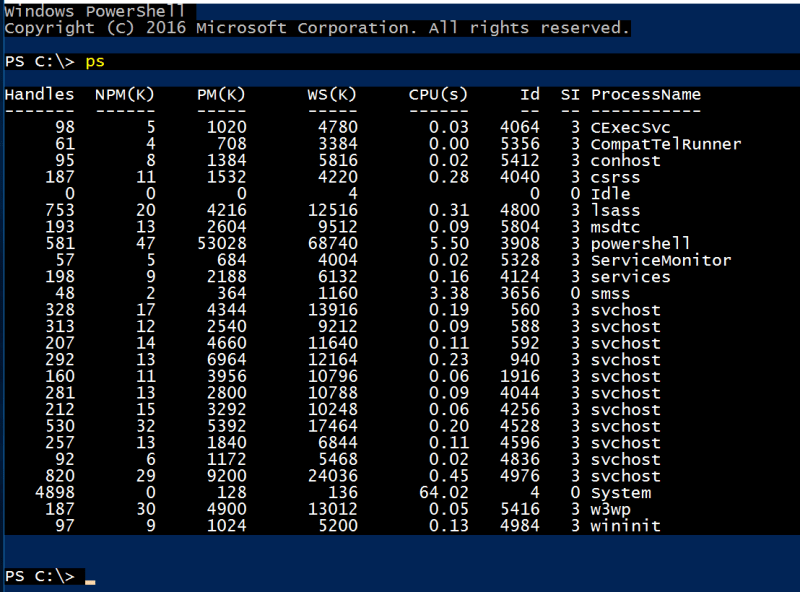 Windows PowerShell
Copyright (C) 2016 Microsoft Corporation. All rights reserved.
PS C:\> ps
Handles  NPM(K)    PM(K)      WS(K)     CPU(s)     Id  SI ProcessName
-------  ------    -----      -----     ------     --  -- -----------
     98       5     1020       4780       0.03   4064   3 CExecSvc
     61       4      708       3384       0.00   5356   3 CompatTelRunner
     95       8     1384       5816       0.02   5412   3 conhost
    187      11     1532       4220       0.28   4040   3 csrss
      0       0        0          4                 0   0 Idle
    753      20     4216      12516       0.31   4800   3 lsass
    193      13     2604       9512       0.09   5804   3 msdtc
    581      47    53028      68740       5.50   3908   3 powershell
     57       5      684       4004       0.02   5328   3 ServiceMonitor
    198       9     2188       6132       0.16   4124   3 services
     48       2      364       1160       3.38   3656   0 smss
    328      17     4344      13916       0.19    560   3 svchost
    313      12     2540       9212       0.09    588   3 svchost
    207      14     4660      11640       0.11    592   3 svchost
    292      13     6964      12164       0.23    940   3 svchost
    160      11     3956      10796       0.06   1916   3 svchost
    281      13     2800      10788       0.09   4044   3 svchost
    212      15     3292      10248       0.06   4256   3 svchost
    530      32     5392      17464       0.20   4528   3 svchost
    257      13     1840       6844       0.11   4596   3 svchost
     92       6     1172       5468       0.02   4836   3 svchost
    820      29     9200      24036       0.45   4976   3 svchost
   4898       0      128        136      64.02      4   0 System
    187      30     4900      13012       0.05   5416   3 w3wp
     97       9     1024       5200       0.13   4984   3 wininit
PS C:\> _